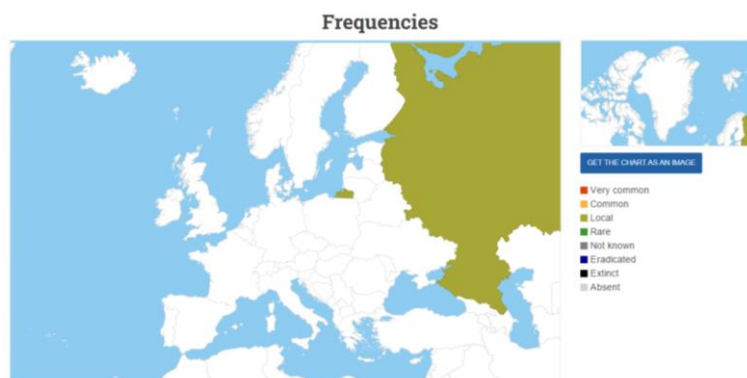 Frequencies
GET THE CHART AS AN IMAGE
Very common
Common
Local
Rare
Not known
Eradicated
Extinct
Absent